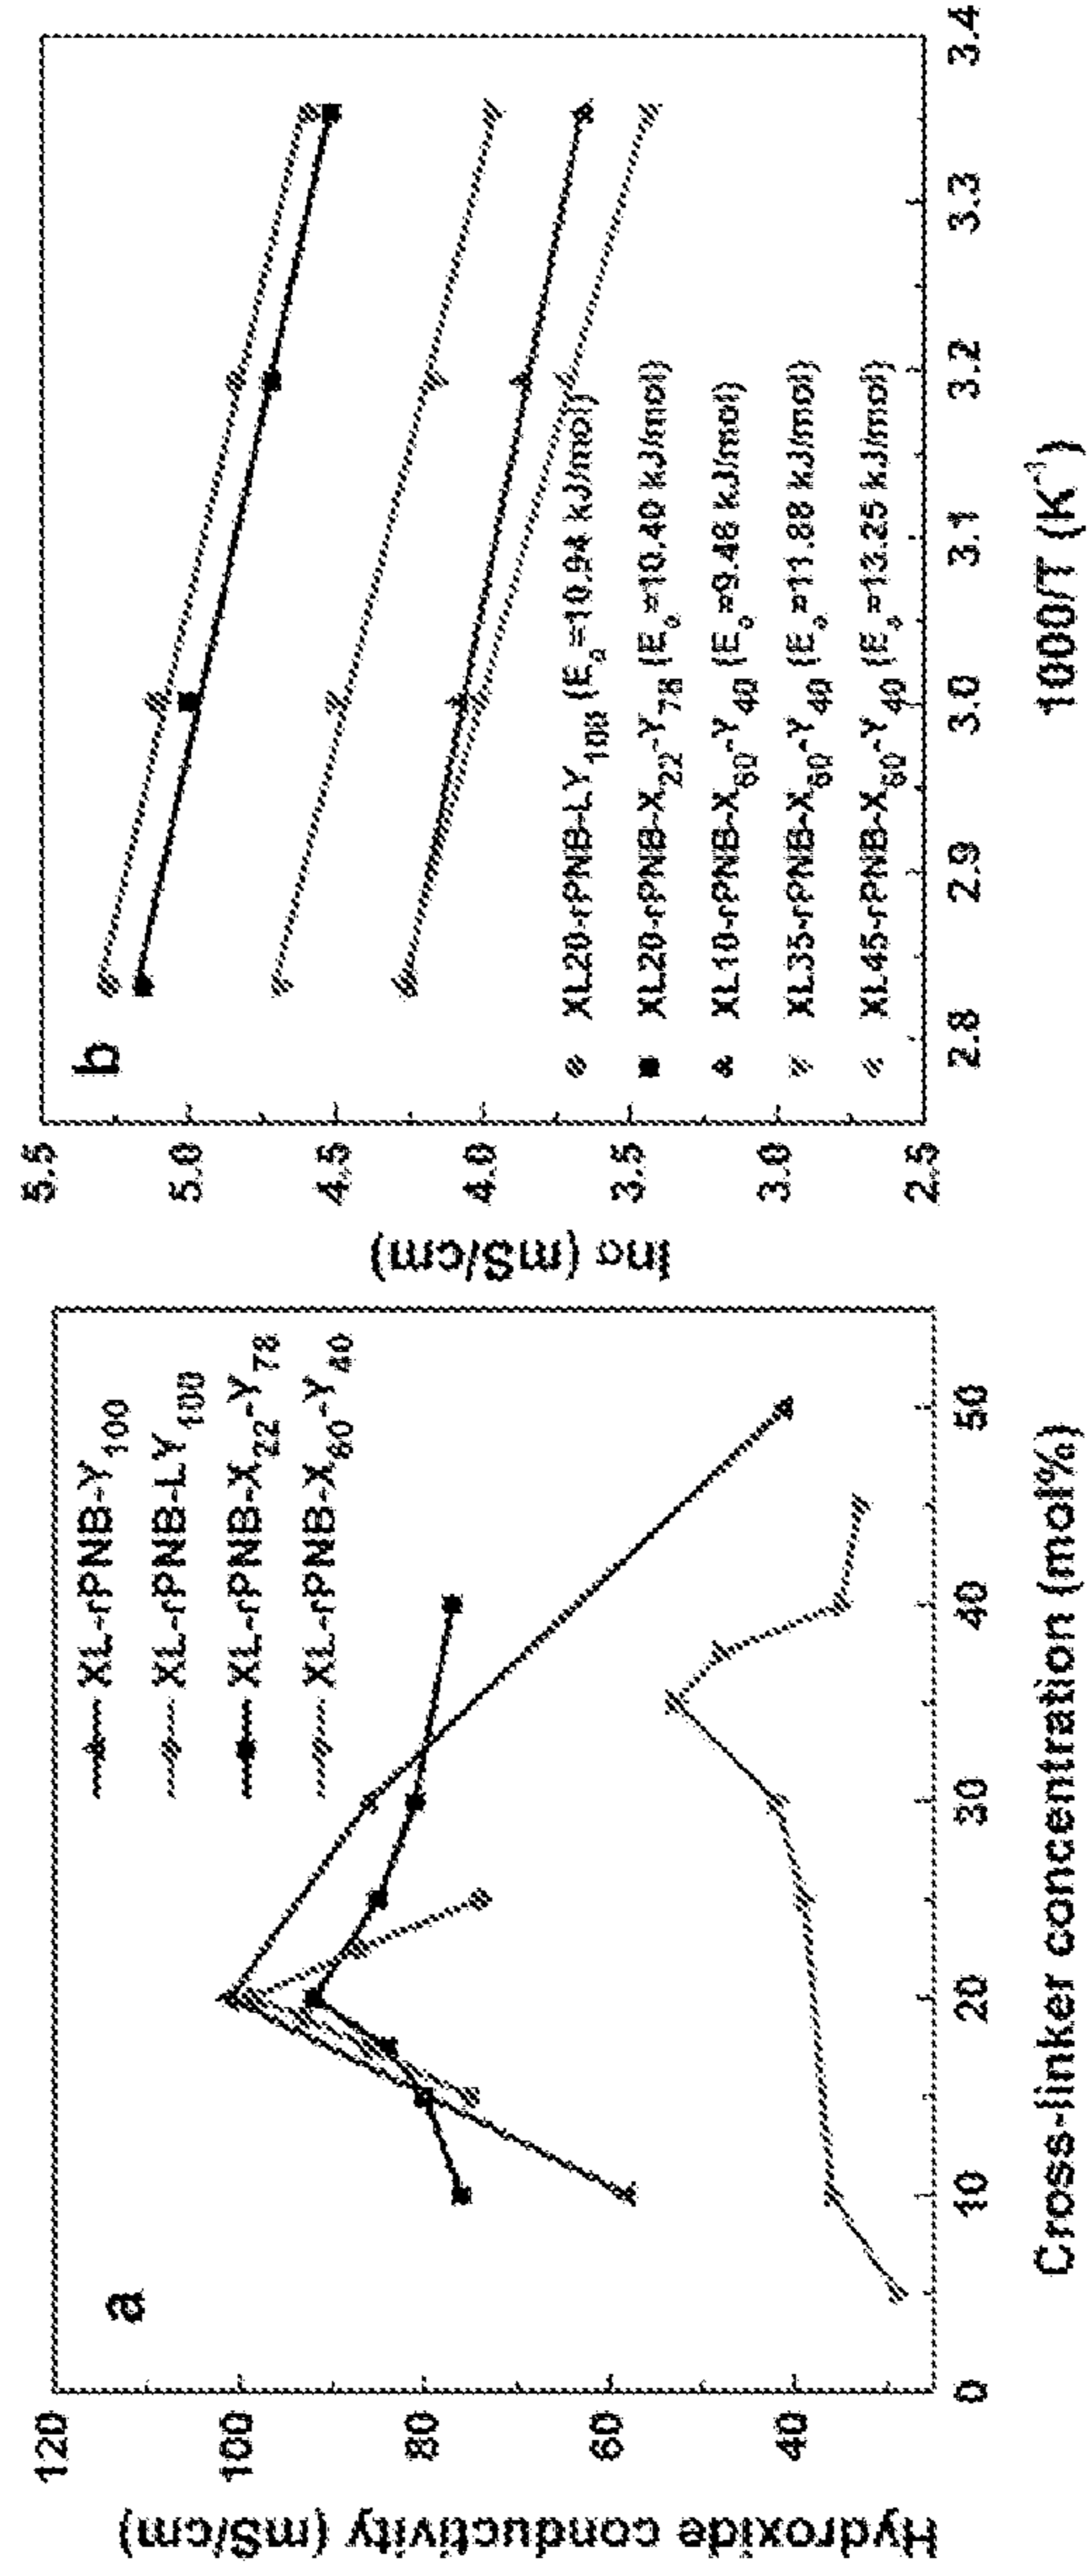 a
XL-rPNB-Y100
XL-rPNB-LY100
XL-rPNB-X22-Y78
XL-rPNB-X60-Y40
120
100
80
60
40
Hydroxide conductivity (mS/cm)
0
10
20
30
40
50
Cross-linker concentration (mol%)
b
5.5
5.0
4.5
4.0
3.5
3.0
2.5
lnσ (mS/cm)
XL20-rPNB-LY100 (Ea=10.94 kJ/mol)
XL20-rPNB-X22-Y78 (Ea=10.40 kJ/mol)
XL10-rPNB-X60-Y40 (Ea=9.48 kJ/mol)
XL35-rPNB-X60-Y40 (Ea=11.88 kJ/mol)
XL45-rPNB-X60-Y40 (Ea=13.25 kJ/mol)
2.8
2.9
3.0
3.1
3.2
3.3
3.4
1000/T (K-1)